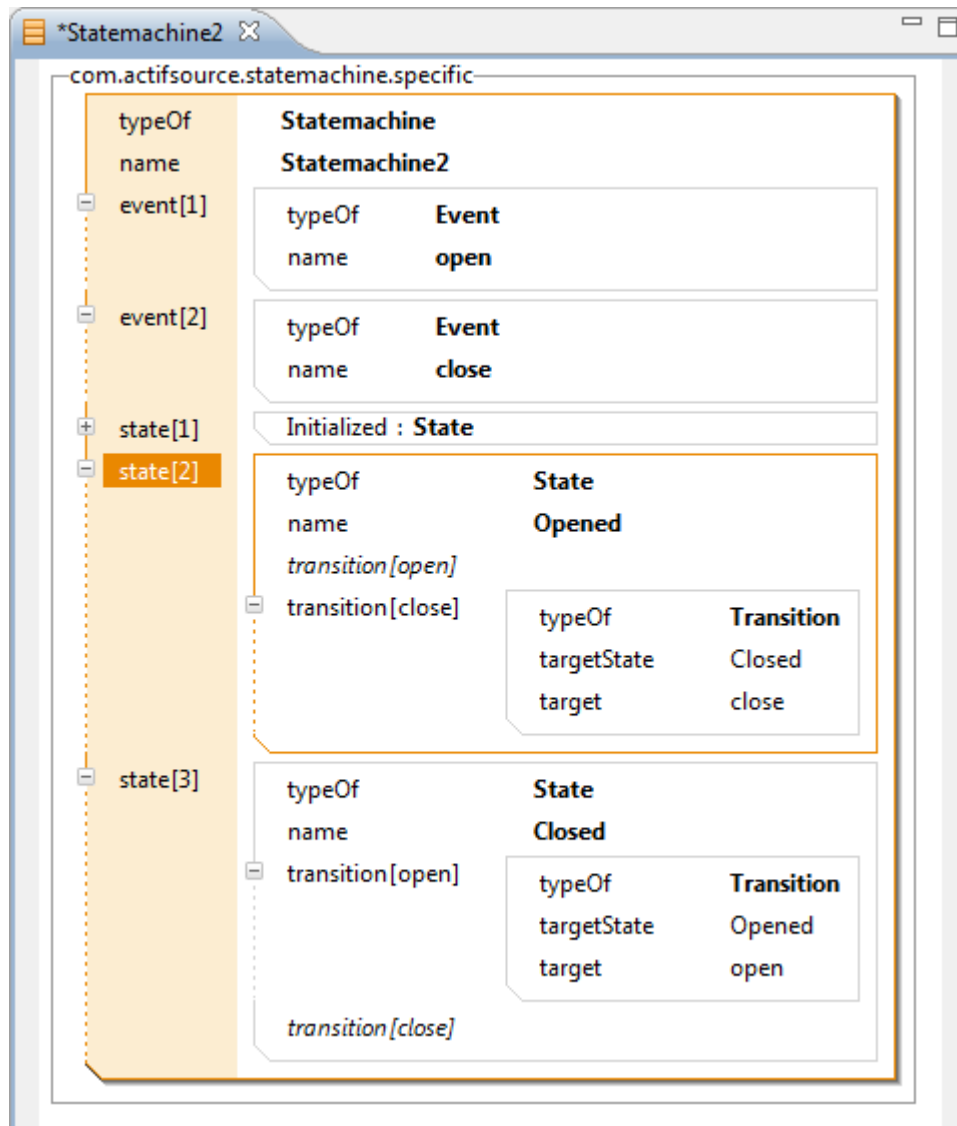 *Statemachine2
com.actifsource.statemachine.specific
typeOf Statemachine
name Statemachine2
event[1]
typeOf Event
name open
event[2]
typeOf Event
name close
state[1] Initialized : State
state[2]
typeOf State
name Opened
transition[open]
transition[close]
typeOf Transition
targetState Closed
target close
state[3]
typeOf State
name Closed
transition[open]
typeOf Transition
targetState Opened
target open
transition[close]